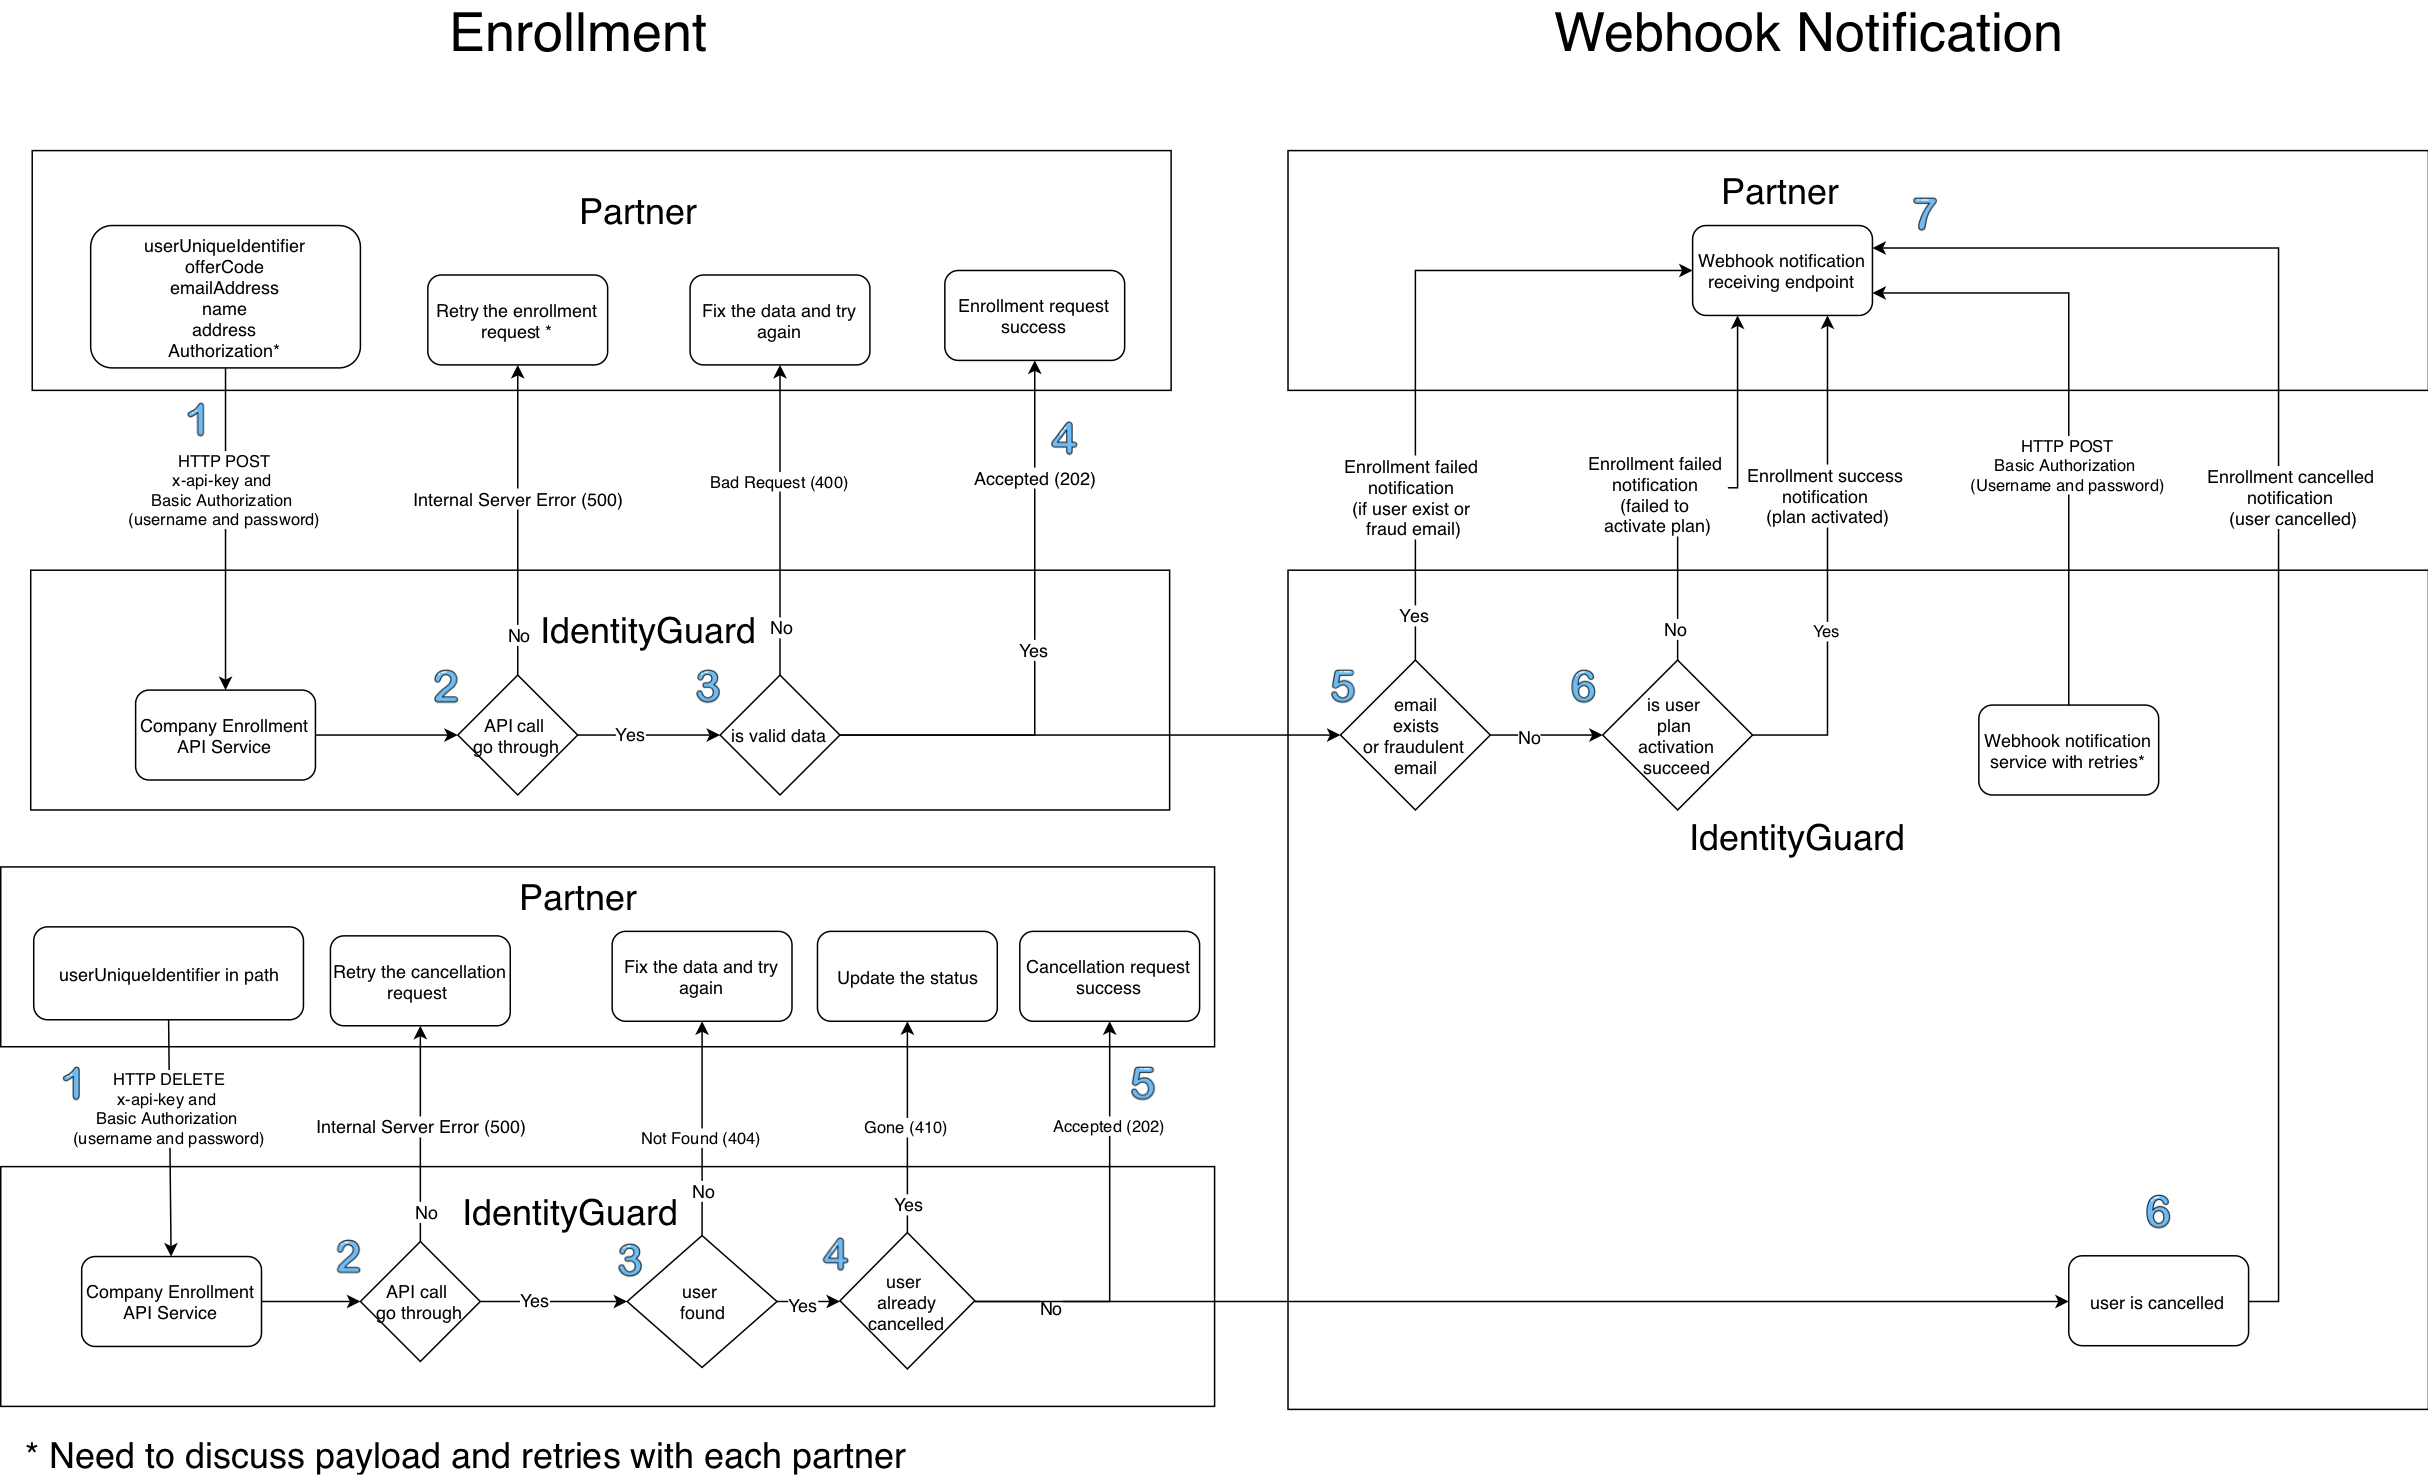 Enrollment
Webhook Notification
Partner
userUniqueIdentifier
offerCode
emailAddress
name
address
Authorization*
Retry the enrollment
request *
Fix the data and try
again
Enrollment request
success
1
HTTP POST
x-api-key and
Basic Authorization
(username and password)
Internal Server Error (500)
Bad Request (400)
4
Accepted (202)
No
IdentityGuard
No
Yes
2
3
Company Enrollment
API Service
API call
go through
Yes
is valid data
Partner
7
Webhook notification
receiving endpoint
Enrollment failed
notification
(if user exist or
fraud email)
Enrollment failed
notification
(failed to
activate plan)
Enrollment success
notification
(plan activated)
HTTP POST
Basic Authorization
(Username and password)
Enrollment cancelled
notification
(user cancelled)
Yes
No
Yes
5
6
email
exists
or fraudulent
email
No
is user
plan
activation
succeed
Webhook notification
service with retries*
IdentityGuard
Partner
userUniqueIdentifier in path
Retry the cancellation
request
Fix the data and try
again
Update the status
Cancellation request
success
1
HTTP DELETE
x-api-key and
Basic Authorization
(username and password)
Internal Server Error (500)
Not Found (404)
Gone (410)
5
Accepted (202)
No
IdentityGuard
No
Yes
2
3
4
Company Enrollment
API Service
API call
go through
Yes
user
found
Yes
user
already
cancelled
No
6
user is cancelled
* Need to discuss payload and retries with each partner